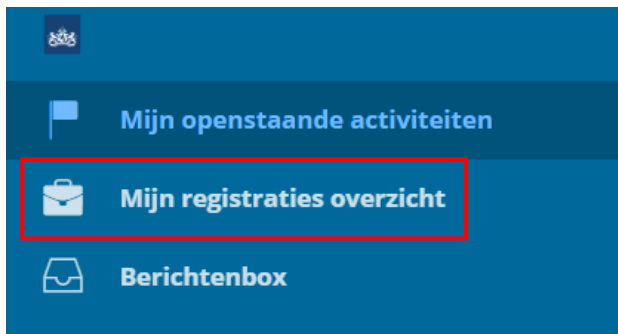 Mijn openstaande activiteiten
Mijn registraties overzicht
Berichtenbox